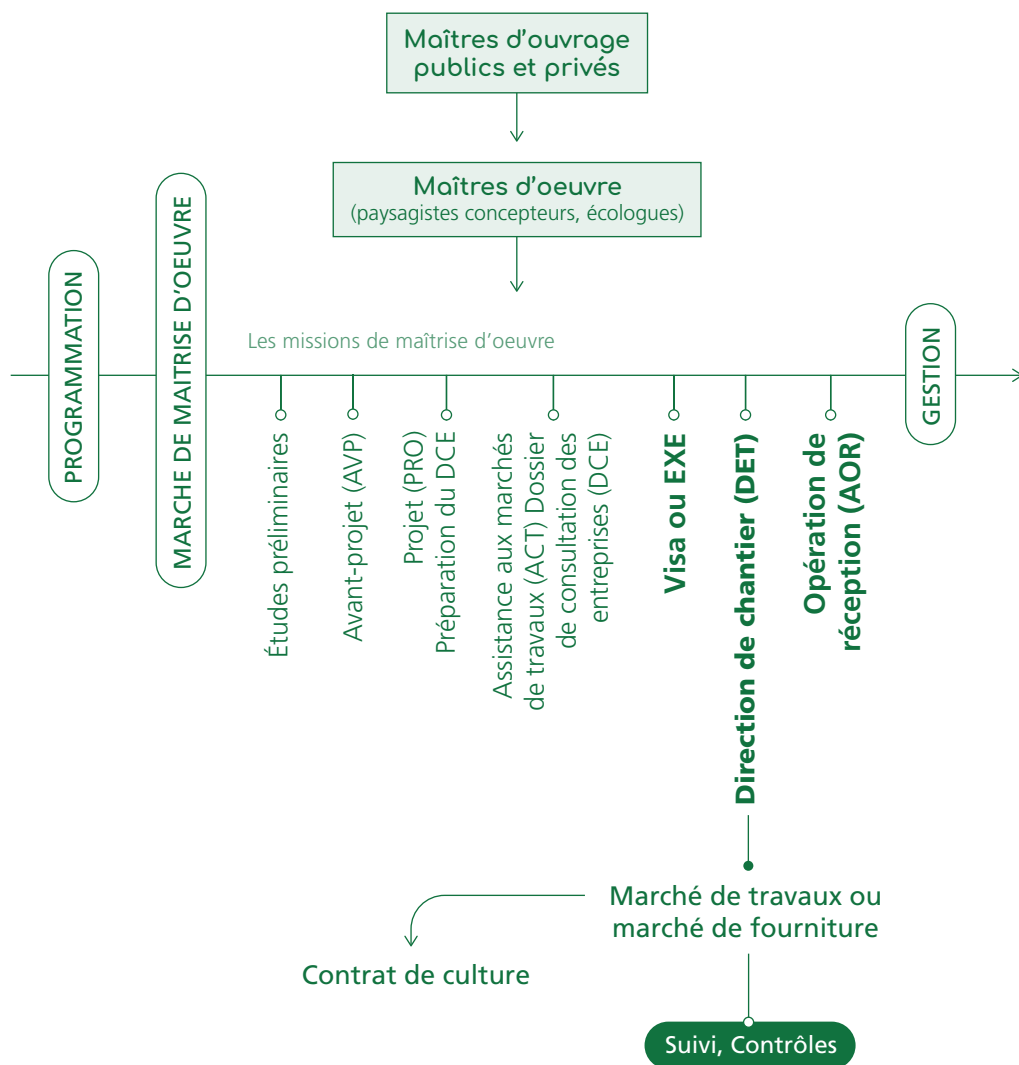 Maîtres d'ouvrage
publics et privés
Maîtres d'oeuvre
(paysagistes concepteurs, écologues)
PROGRAMMATION
MARCHE DE MAITRISE D'OEUVRE
Les missions de maîtrise d'oeuvre
GESTION
Études préliminaires
Avant-projet (AVP)
Projet (PRO)
Préparation du DCE
Assistance aux marchés
de travaux (ACT) Dossier
de consultation des
entreprises (DCE)
Visa ou EXE
Direction de chantier (DET)
Opération de
réception (AOR)
Marché de travaux ou
marché de fourniture
Contrat de culture
Suivi, Contrôles